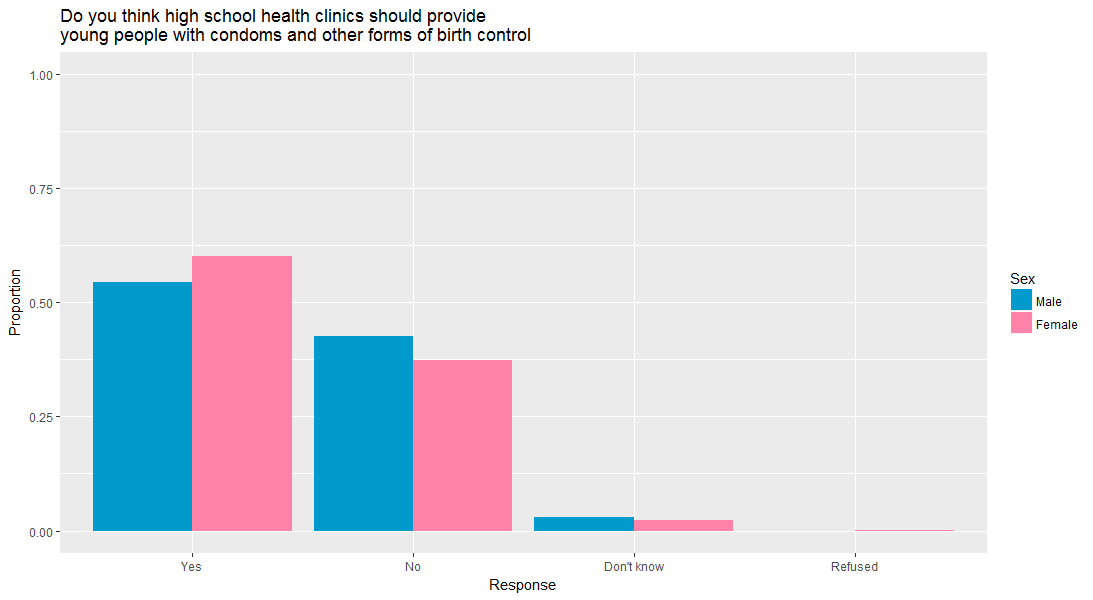 Do you think high school health clinics should provide
young people with condoms and other forms of birth control
1.00
0.75
0.50
0.25
0.00
Proportion
Yes
No
Don't know
Refused
Response
Sex
Male
Female